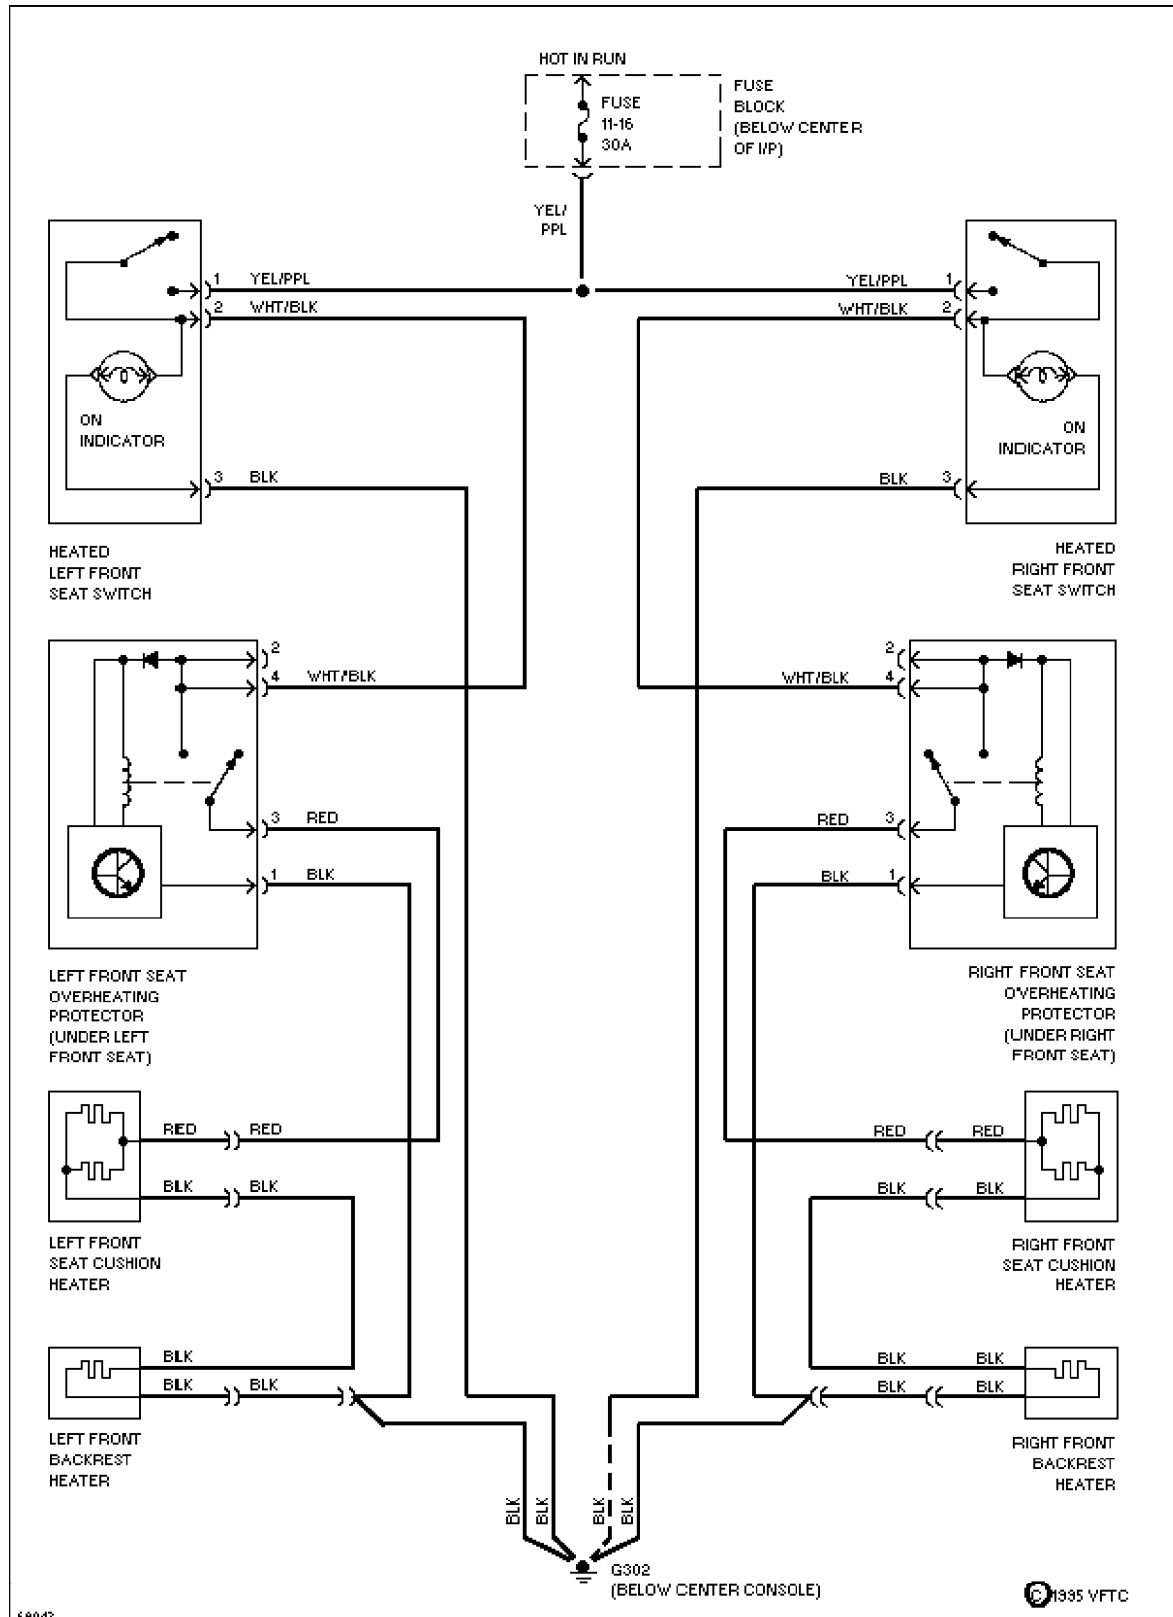 HOT IN RUN
FUSE
11-16
30A
FUSE
BLOCK
(BELOW CENTER
OF I/P)
YEL/
PPL
1 YEL/PPL
2 WHT/BLK
ON
INDICATOR
3 BLK
HEATED
LEFT FRONT
SEAT SWITCH
YEL/PPL 1
WHT/BLK 2
ON
INDICATOR
BLK 3
HEATED
RIGHT FRONT
SEAT SWITCH
2
4 WHT/BLK
3 RED
1 BLK
LEFT FRONT SEAT
OVERHEATING
PROTECTOR
(UNDER LEFT
FRONT SEAT)
2
WHT/BLK 4
RED 3
BLK 1
RIGHT FRONT SEAT
OVERHEATING
PROTECTOR
(UNDER RIGHT
FRONT SEAT)
RED RED
BLK BLK
LEFT FRONT
SEAT CUSHION
HEATER
RED RED
BLK BLK
RIGHT FRONT
SEAT CUSHION
HEATER
BLK
BLK BLK
LEFT FRONT
BACKREST
HEATER
BLK BLK
BLK BLK
RIGHT FRONT
BACKREST
HEATER
BLK
BLK
BLK
BLK
G302
(BELOW CENTER CONSOLE)
© 1995 VFTC